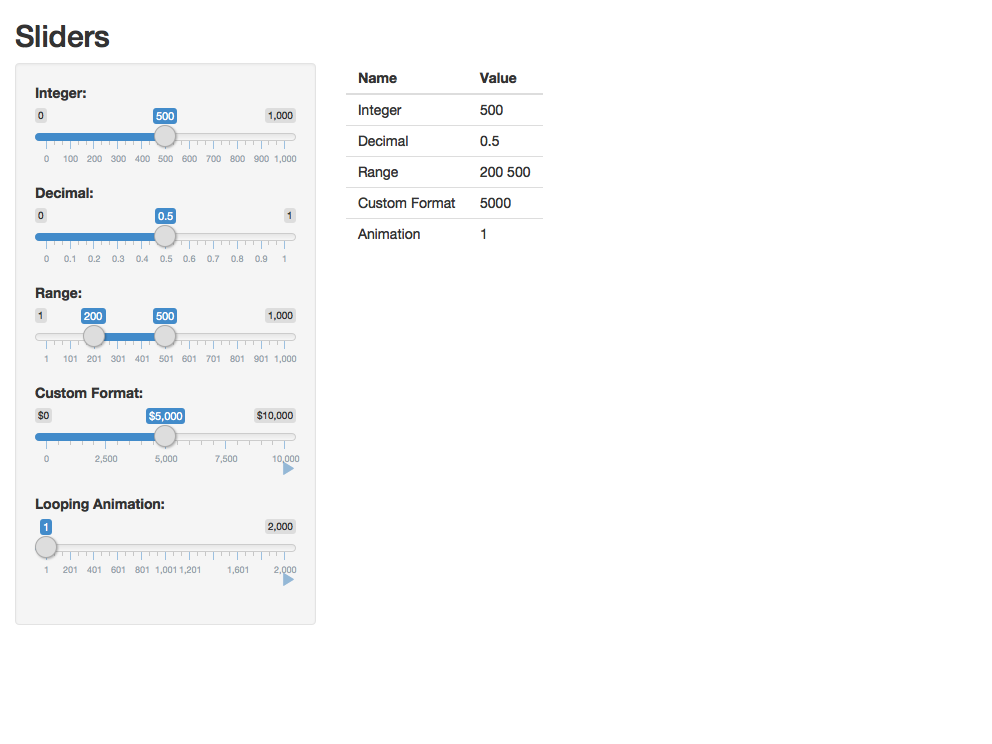 Sliders
Integer:
0 500 1,000
0 100 200 300 400 500 600 700 800 900 1,000
Decimal:
0 0.5 1
0 0.1 0.2 0.3 0.4 0.5 0.6 0.7 0.8 0.9 1
Range:
1 200 500 1,000
1 101 201 301 401 501 601 701 801 901 1,000
Custom Format:
$0 $5,000 $10,000
0 2,500 5,000 7,500 10,000
Looping Animation:
1 2,000
1 201 401 601 801 1,001 1,201 1,601 2,000
Name Value
Integer 500
Decimal 0.5
Range 200 500
Custom Format 5000
Animation 1